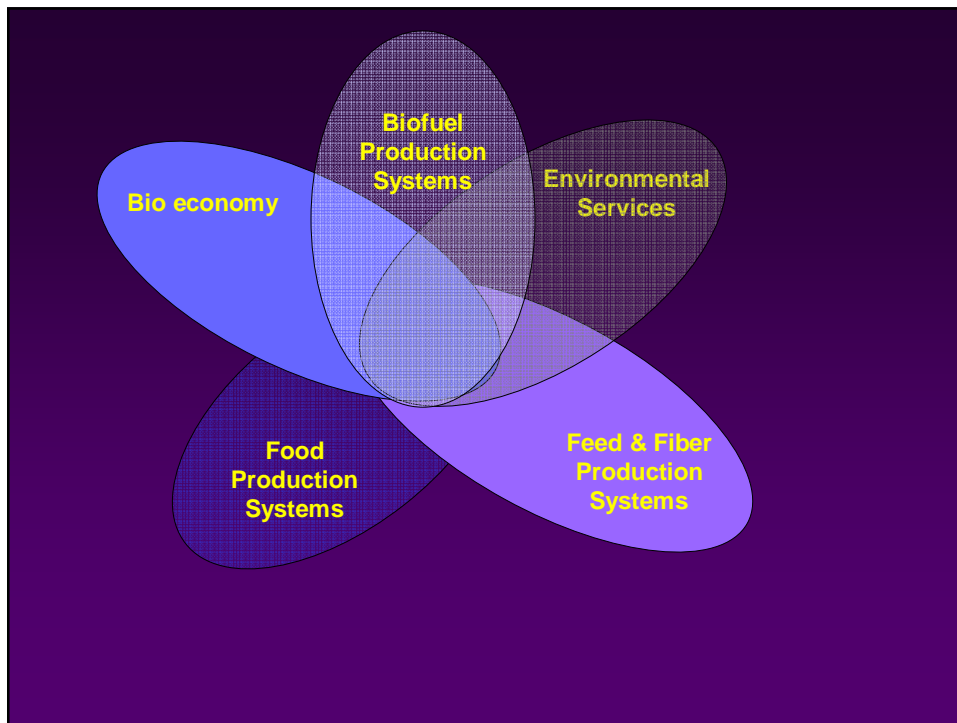 Biofuel
Production
Systems
Environmental
Services
Bio economy
Food
Production
Systems
Feed & Fiber
Production
Systems